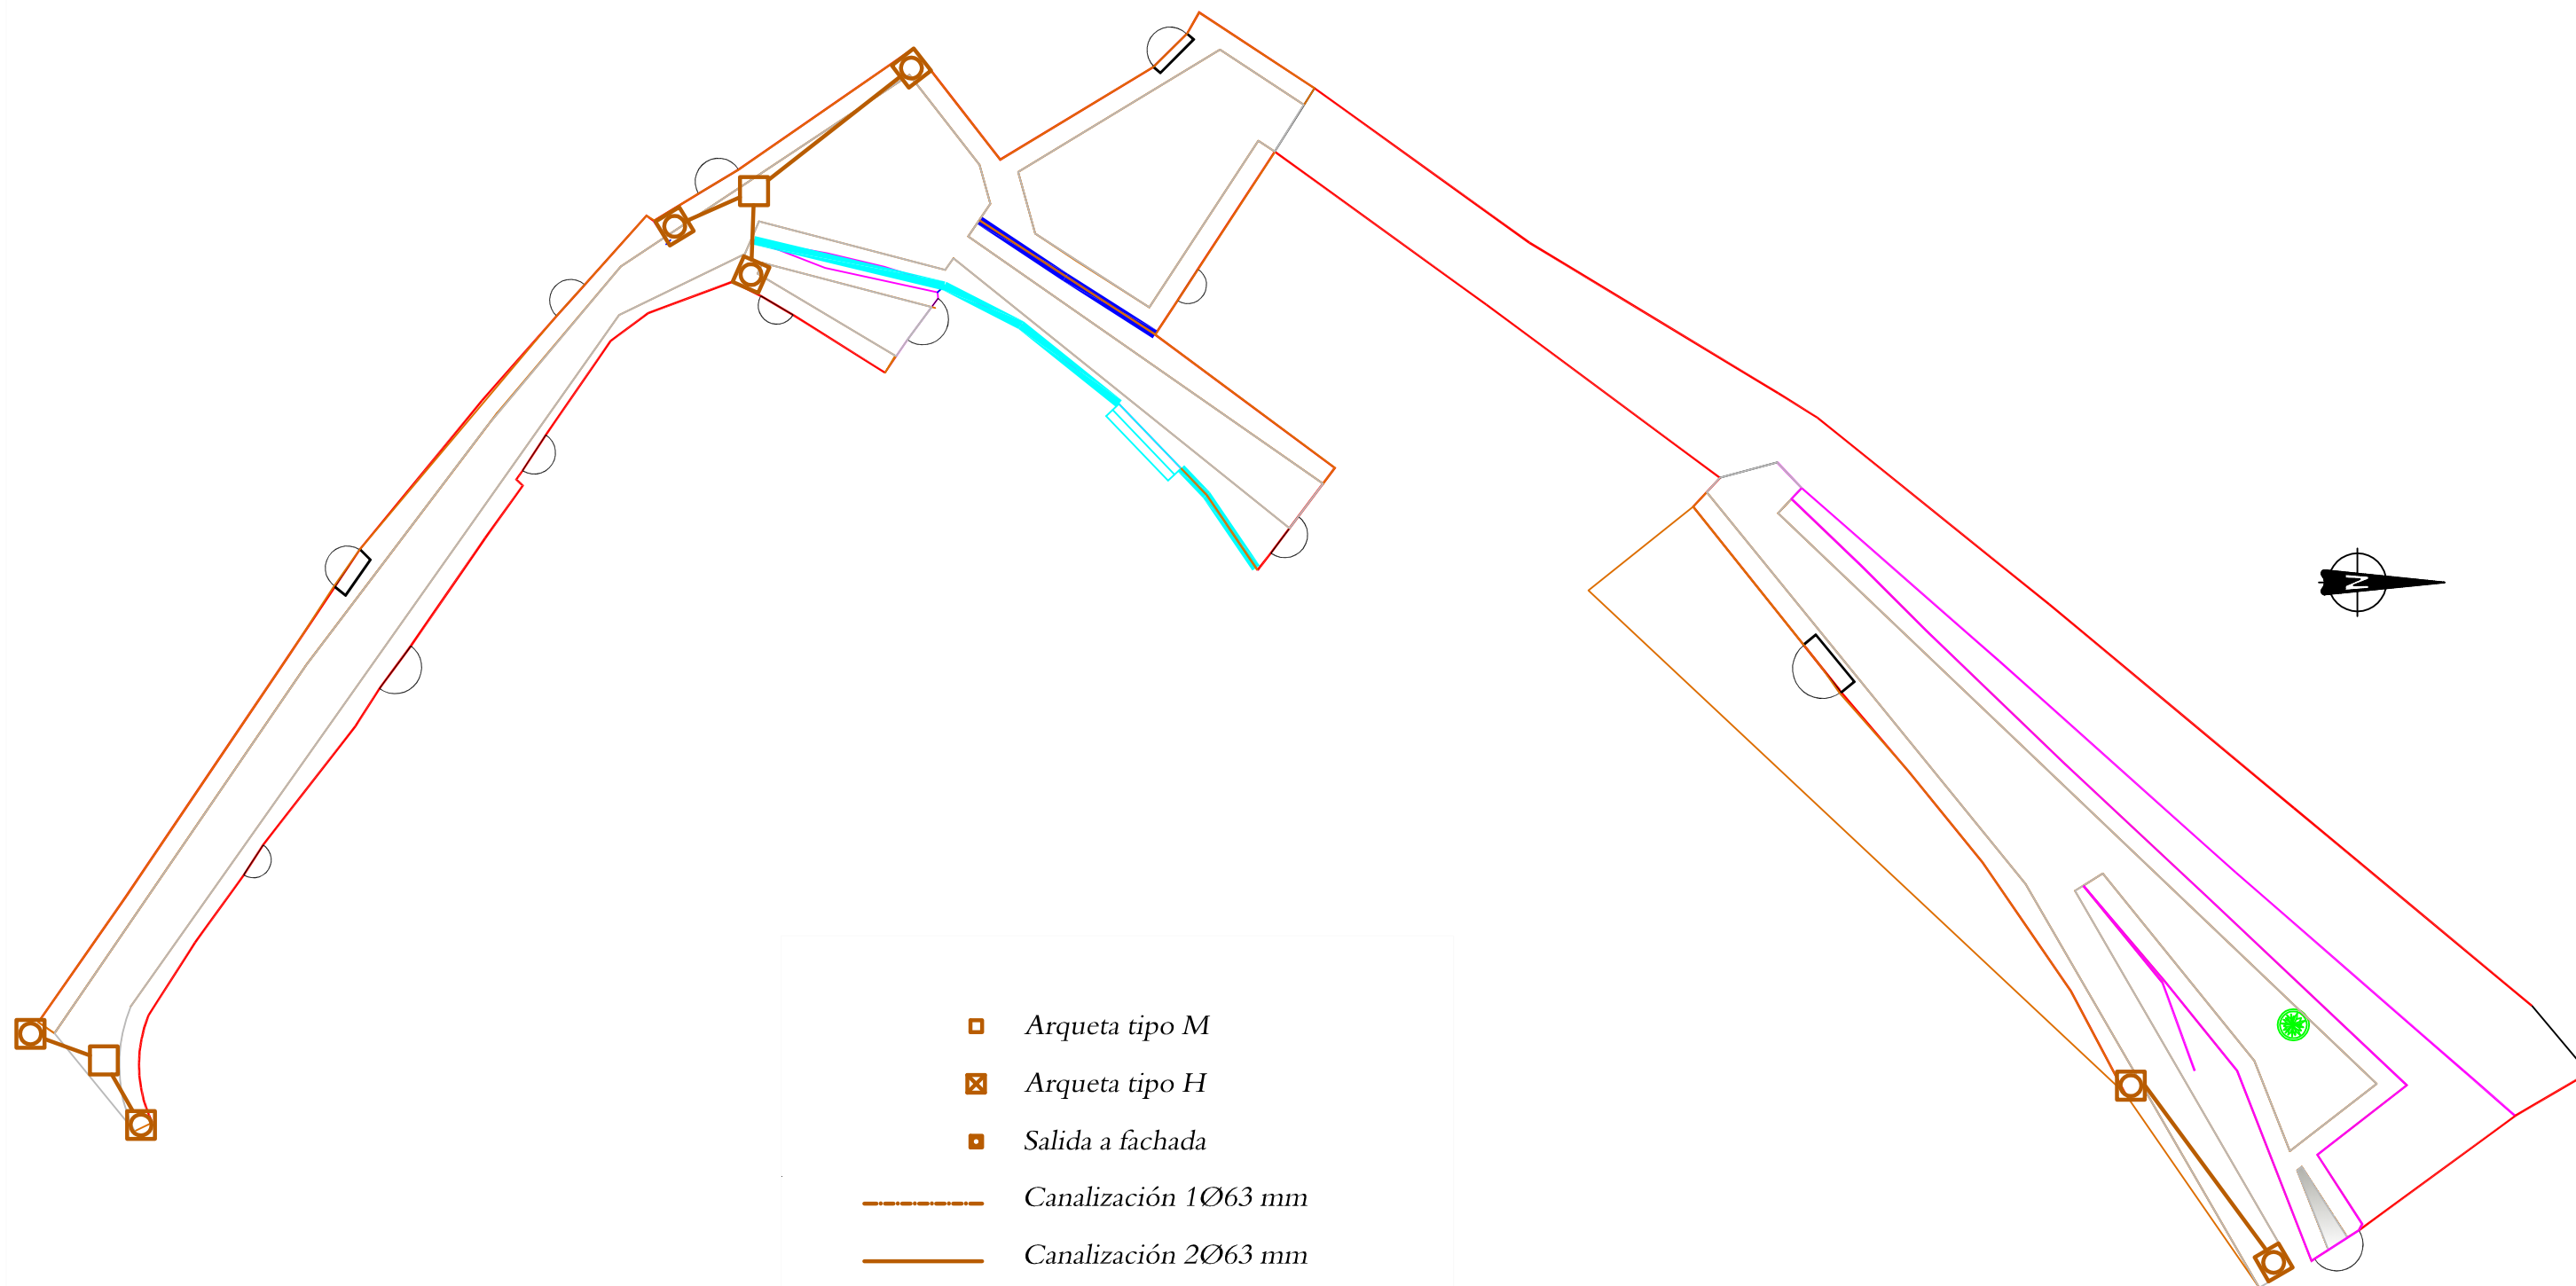 N
Arqueta tipo M
Arqueta tipo H
Salida a fachada
Canalización 1Ø63 mm
Canalización 2Ø63 mm